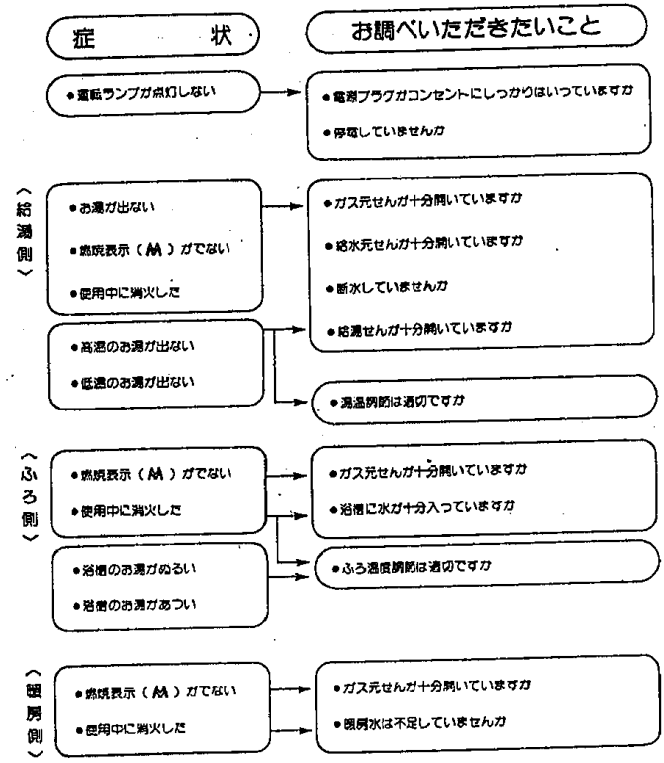 症状
お調べいただきたいこと
•運転ランプが点灯しない
•電源プラグがコンセントにしっかりはいっていますか
•停電していませんか
〈給湯側〉
•お湯が出ない
•燃焼表示()がでない
•使用中に消火した
•高温のお湯が出ない
•低温のお湯が出ない
•ガス元せんが十分開いていますか
•給水元せんが十分開いていますか
•断水していませんか
•給湯せんが十分開いていますか
•湯温調節は適切ですか
〈ふろ側〉
•燃焼表示()がでない
•使用中に消火した
•浴槽のお湯がぬるい
•浴槽のお湯があつい
•ガス元せんが十分開いていますか
•浴槽に水が十分入っていますか
•ふろ温度調節は適切ですか
〈暖房側〉
•燃焼表示()がでない
•使用中に消火した
•ガス元せんが十分開いていますか
•暖房水は不足していませんか